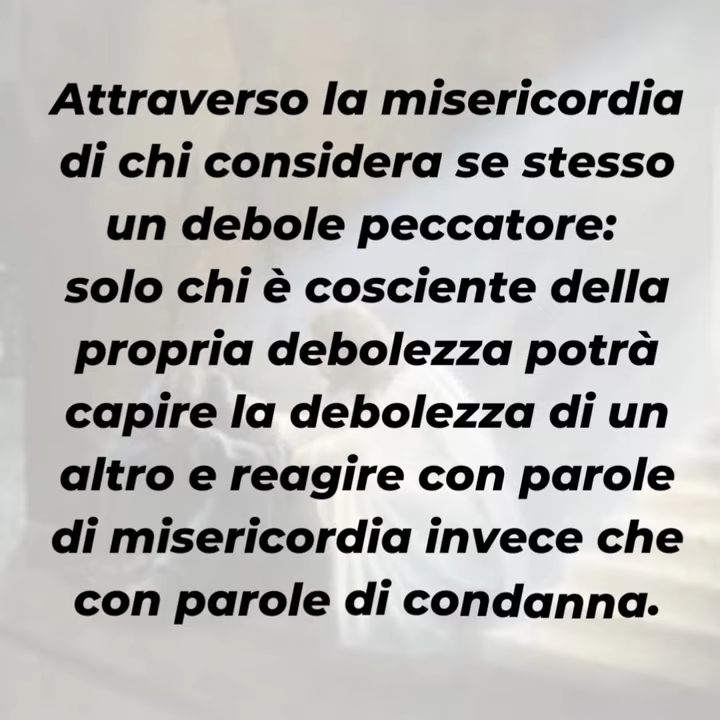 Attraverso la misericordia
di chi considera se stesso
un debole peccatore:
solo chi è cosciente della
propria debolezza potrà
capire la debolezza di un
altro e reagire con parole
di misericordia invece che
con parole di condanna.